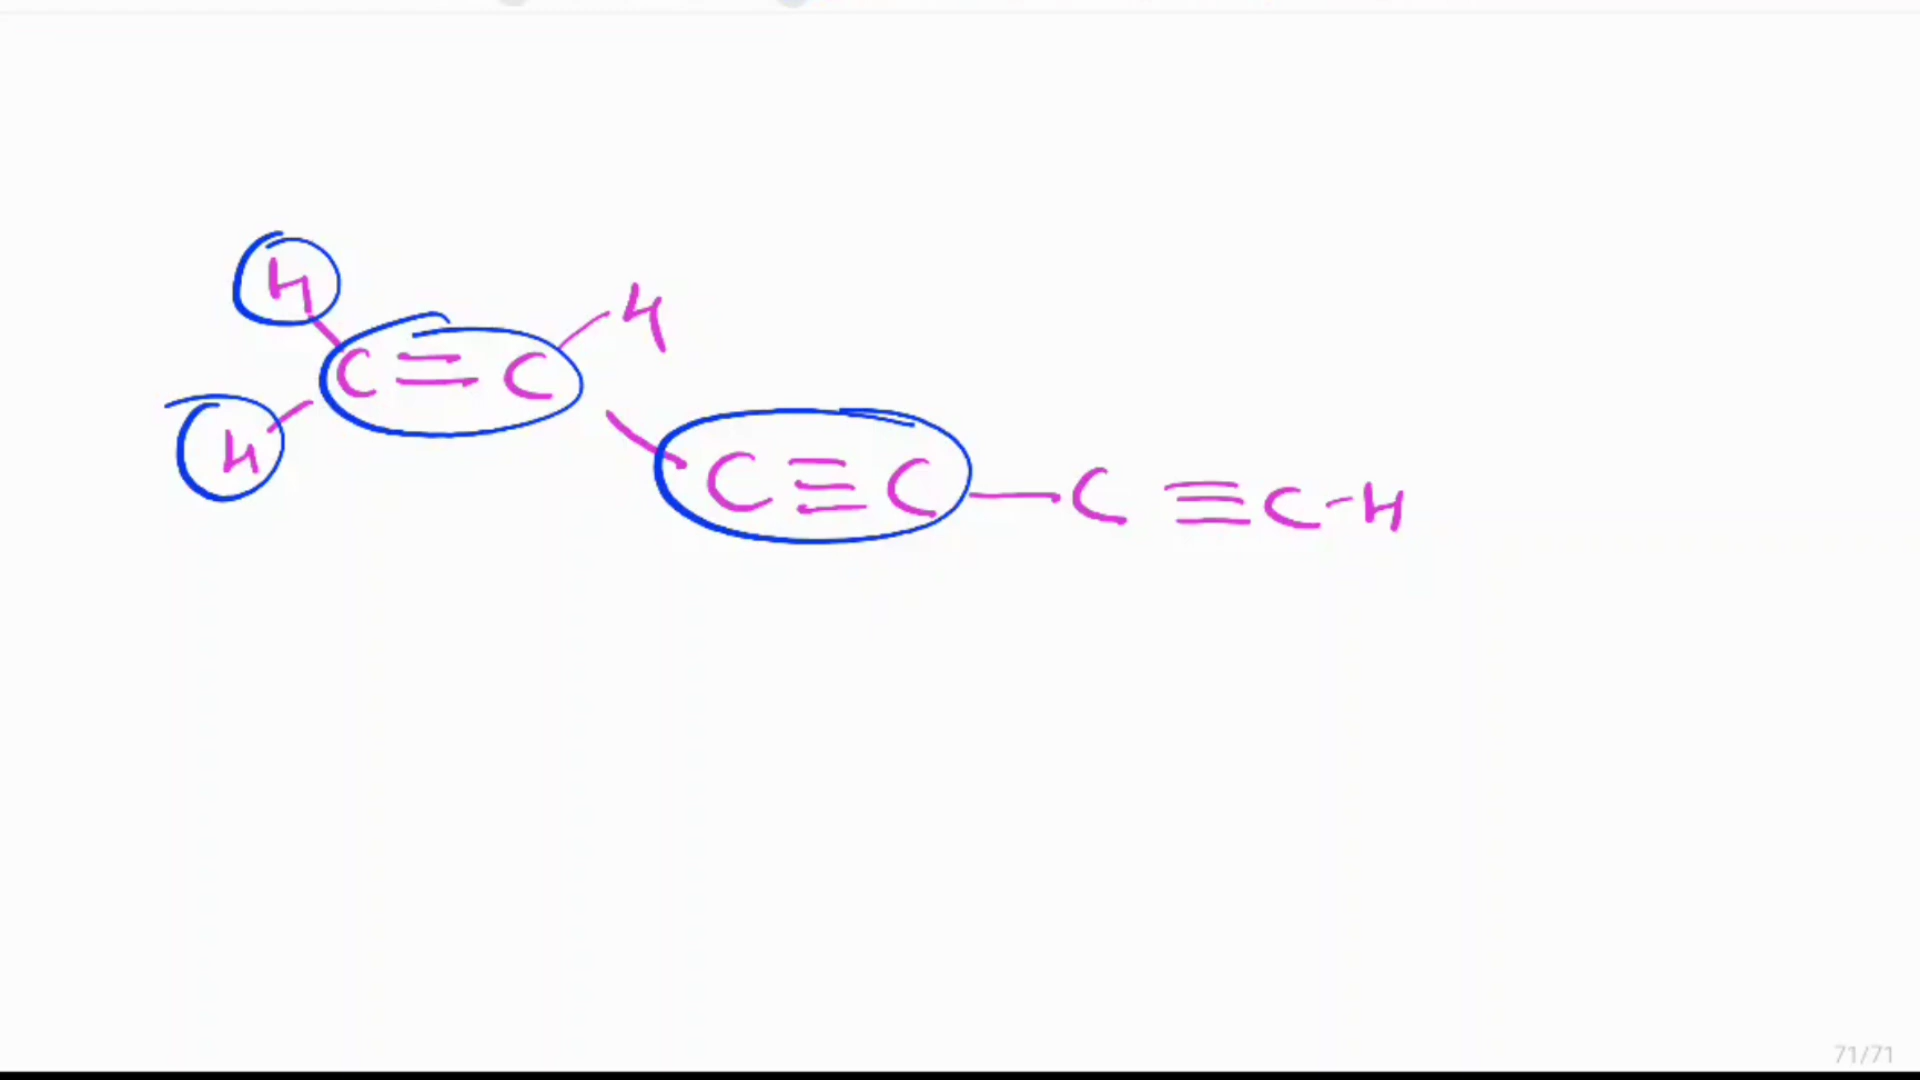 H
C = C H
H
C ≡ C — C ≡ C - H
71/71